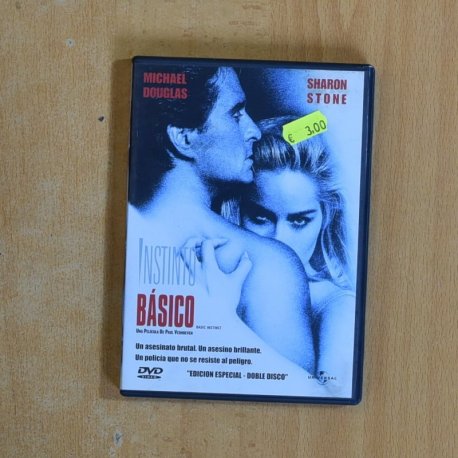 MICHAEL
DOUGLAS
SHARON
STONE
€ 3,00
INSTINTO
BÁSICO
BASIC INSTINCT
UNA PELÍCULA DE PAUL VERHOEVEN
Un asesinato brutal. Un asesino brillante.
Un policía que no se resiste al peligro.
"EDICION ESPECIAL - DOBLE DISCO"
DVD
VIDEO
UNIVERSAL